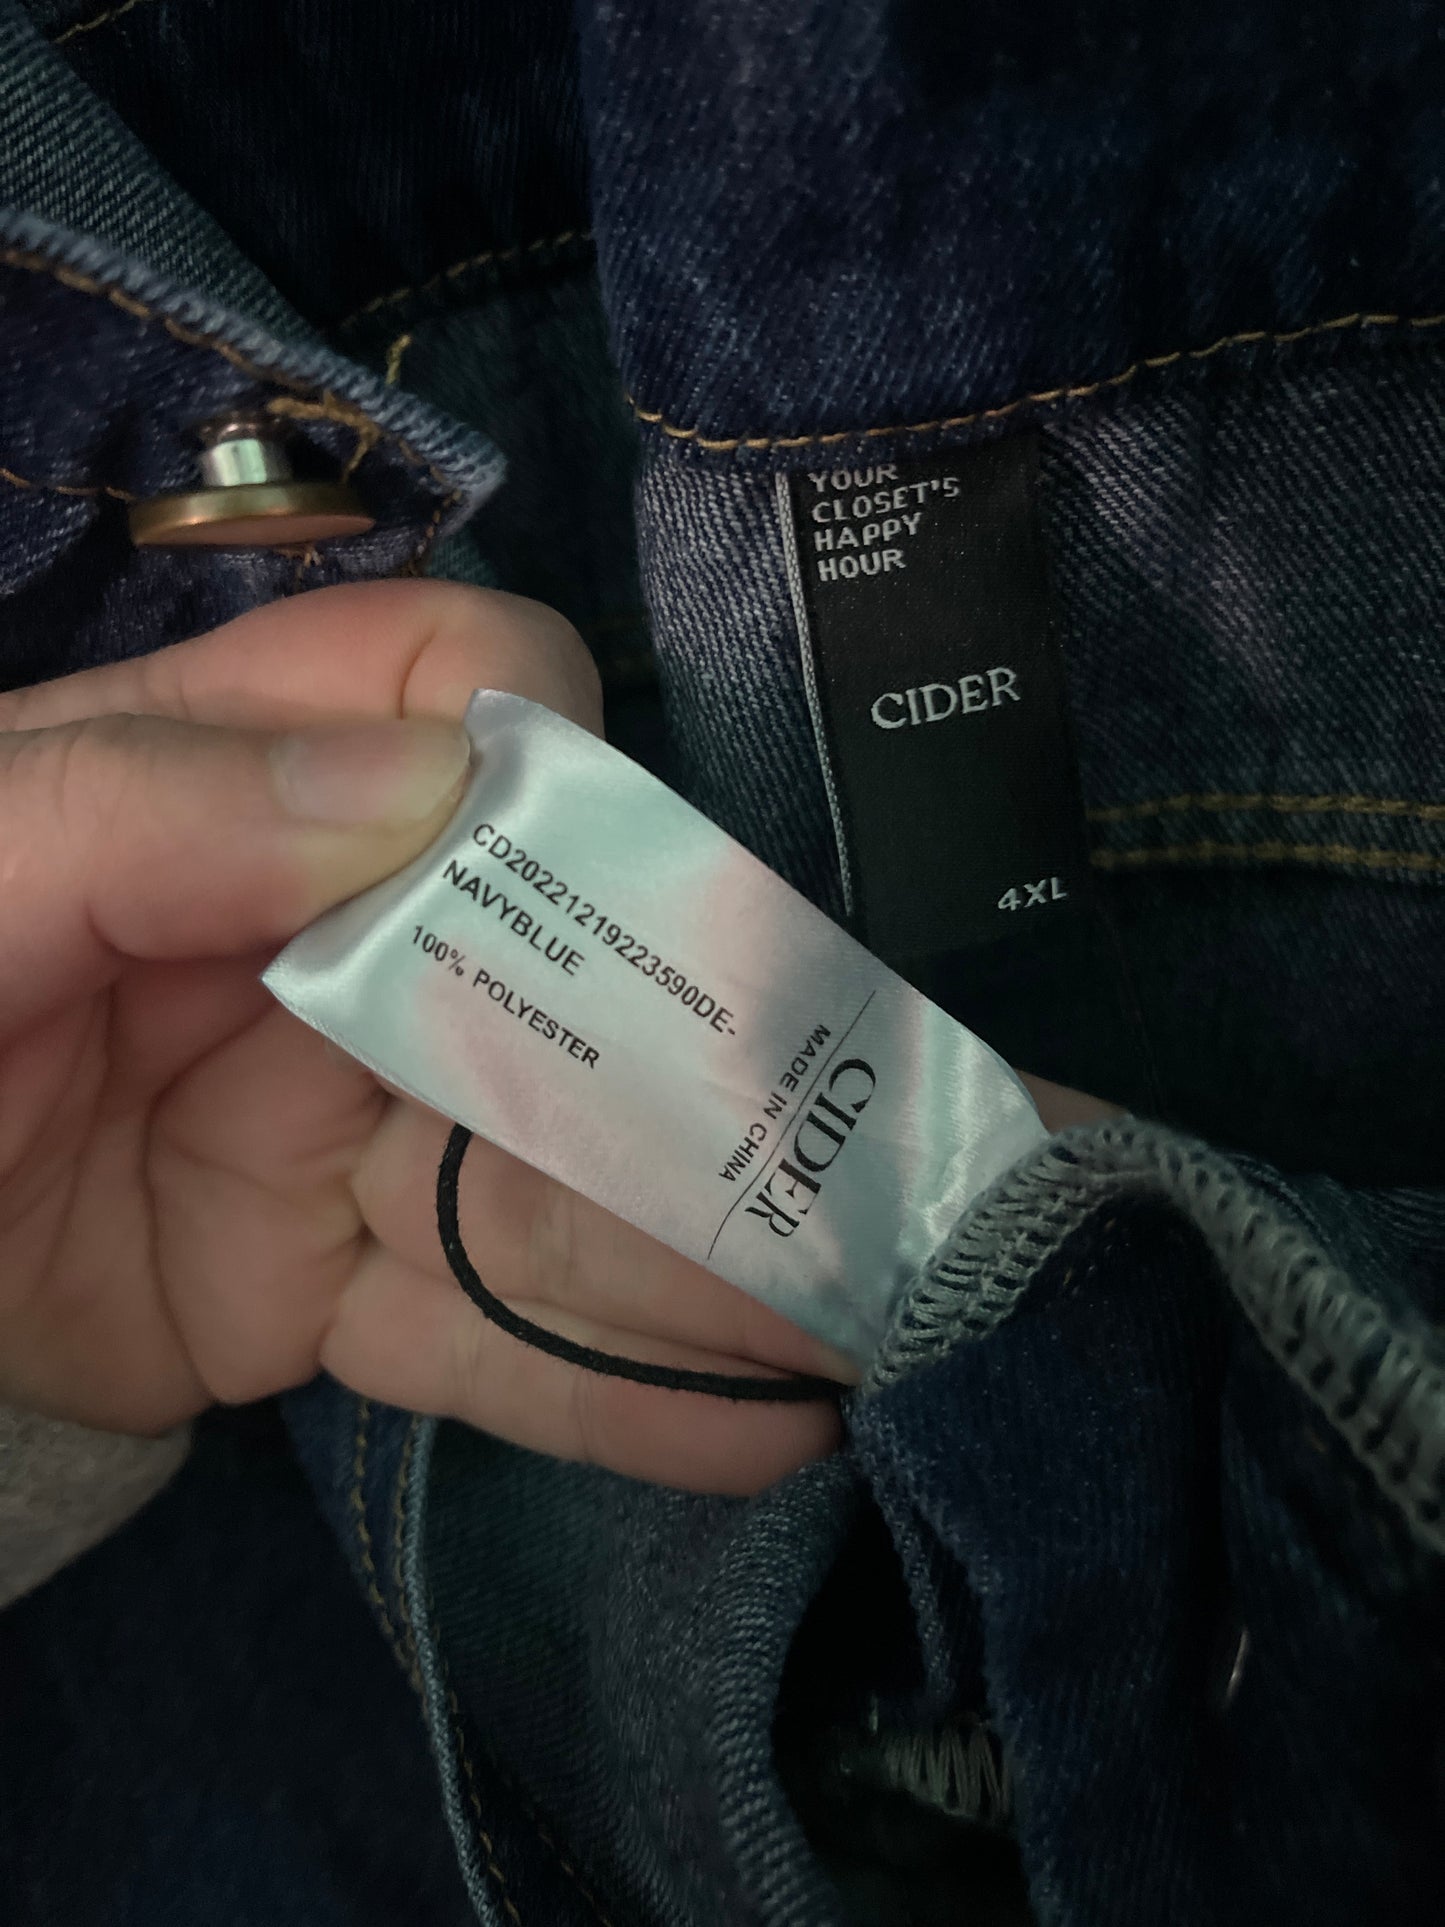 YOUR
CLOSET'S
HAPPY
HOUR
CIDER
4XL
CD20221219223590DE-
NAVYBLUE
100% POLYESTER
CIDER
MADE IN CHINA